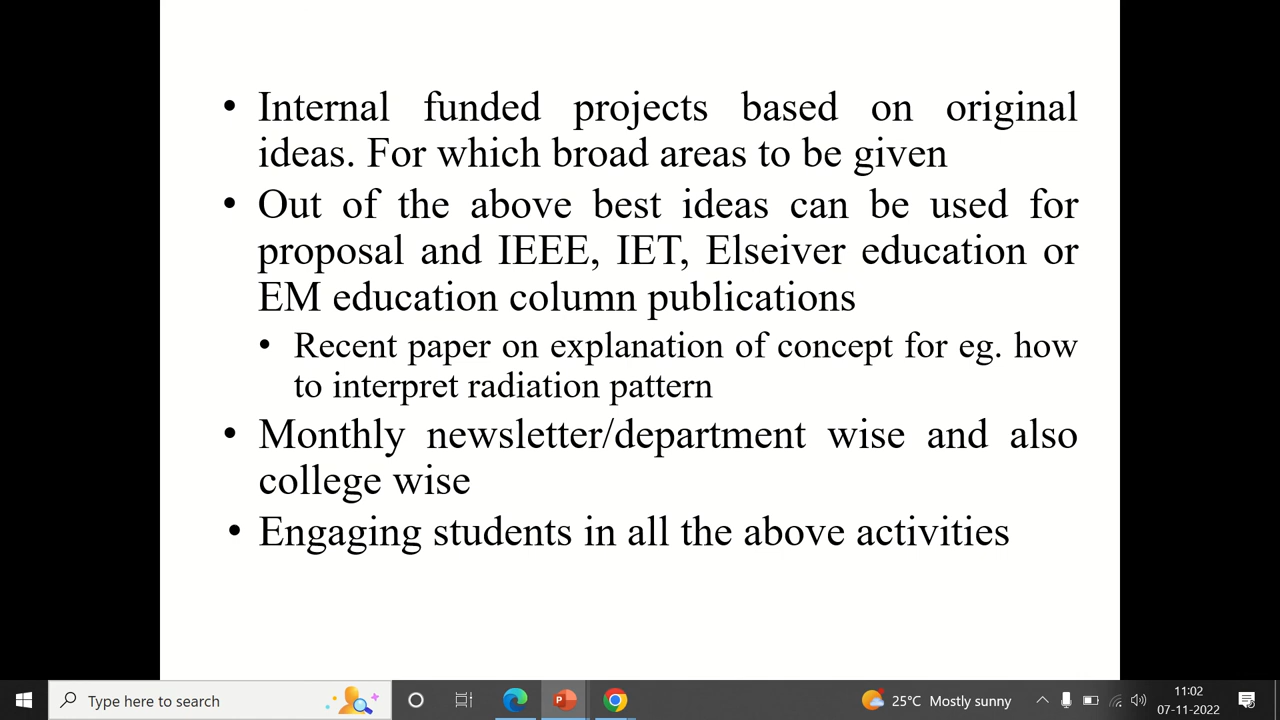 • Internal funded projects based on original
ideas. For which broad areas to be given
• Out of the above best ideas can be used for
proposal and IEEE, IET, Elseiver education or
EM education column publications
• Recent paper on explanation of concept for eg. how
to interpret radiation pattern
• Monthly newsletter/department wise and also
college wise
• Engaging students in all the above activities
Type here to search
25°C Mostly sunny
11:02
07-11-2022